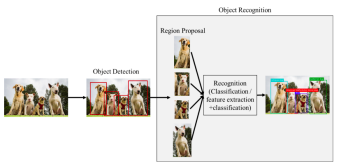 Object Recognition
Region Proposal
Object Detection
Recognition
(Classification /
feature extraction
+classification)